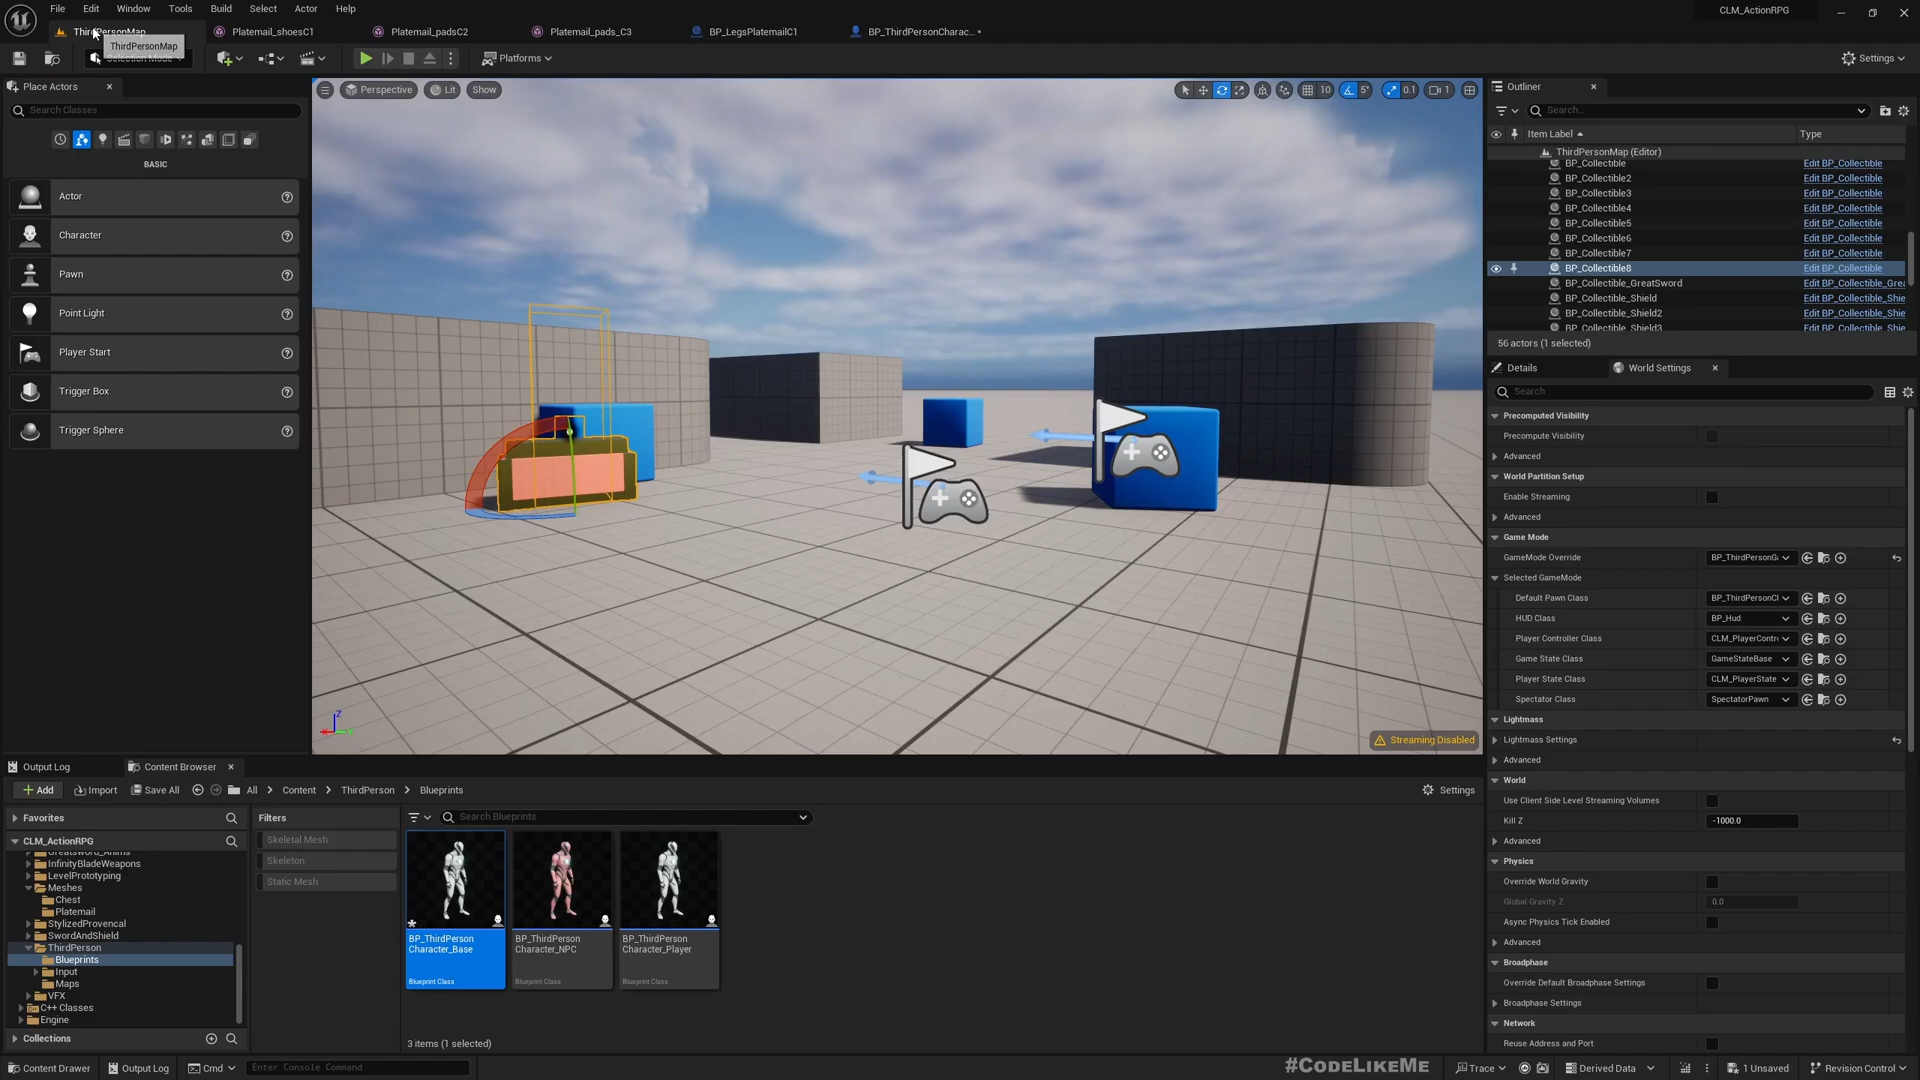 File Edit Window Tools Build Select Actor Help
CLM_ActionRPG
ThirdPersonMap Platemail_shoesC1 Platemail_padsC2 Platemail_pads_C3 BP_LegsPlatemailC1 BP_ThirdPersonCharac...•
ThirdPersonMap
Selection Mode Platforms Settings
Place Actors
Search Classes
BASIC
Actor
Character
Pawn
Point Light
Player Start
Trigger Box
Trigger Sphere
Perspective Lit Show 10 5° 0.1 1
Z
Streaming Disabled
Outliner
Search...
Item Label Type
ThirdPersonMap (Editor)
BP_Collectible Edit BP_Collectible
BP_Collectible2 Edit BP_Collectible
BP_Collectible3 Edit BP_Collectible
BP_Collectible4 Edit BP_Collectible
BP_Collectible5 Edit BP_Collectible
BP_Collectible6 Edit BP_Collectible
BP_Collectible7 Edit BP_Collectible
BP_Collectible8 Edit BP_Collectible
BP_Collectible_GreatSword Edit BP_Collectible_Grea
BP_Collectible_Shield Edit BP_Collectible_Shie
BP_Collectible_Shield2 Edit BP_Collectible_Shie
BP_Collectible_Shield3 Edit BP_Collectible_Shie
56 actors (1 selected)
Details World Settings
Search
Precomputed Visibility
Precompute Visibility
Advanced
World Partition Setup
Enable Streaming
Advanced
Game Mode
GameMode Override BP_ThirdPersonG
Selected GameMode
Default Pawn Class BP_ThirdPersonCl
HUD Class BP_Hud
Player Controller Class CLM_PlayerContr
Game State Class GameStateBase
Player State Class CLM_PlayerState
Spectator Class SpectatorPawn
Lightmass
Lightmass Settings
Advanced
World
Use Client Side Level Streaming Volumes
Kill Z -1000.0
Advanced
Physics
Override World Gravity
Global Gravity Z 0.0
Async Physics Tick Enabled
Advanced
Broadphase
Override Default Broadphase Settings
Broadphase Settings
Network
Reuse Address and Port
Output Log Content Browser
Add Import Save All All Content ThirdPerson Blueprints Settings
Favorites
CLM_ActionRPG
Greatsword_Anims
InfinityBladeWeapons
LevelPrototyping
Meshes
Chest
Platemail
StylizedProvencal
SwordAndShield
ThirdPerson
Blueprints
Input
Maps
VFX
C++ Classes
Engine
Collections
Filters
Skeletal Mesh
Skeleton
Static Mesh
Search Blueprints
BP_ThirdPerson
Character_Base
Blueprint Class
BP_ThirdPerson
Character_NPC
Blueprint Class
BP_ThirdPerson
Character_Player
Blueprint Class
3 items (1 selected)
#CODELIKEME
Content Drawer Output Log Cmd Enter Console Command Trace Derived Data 1 Unsaved Revision Control